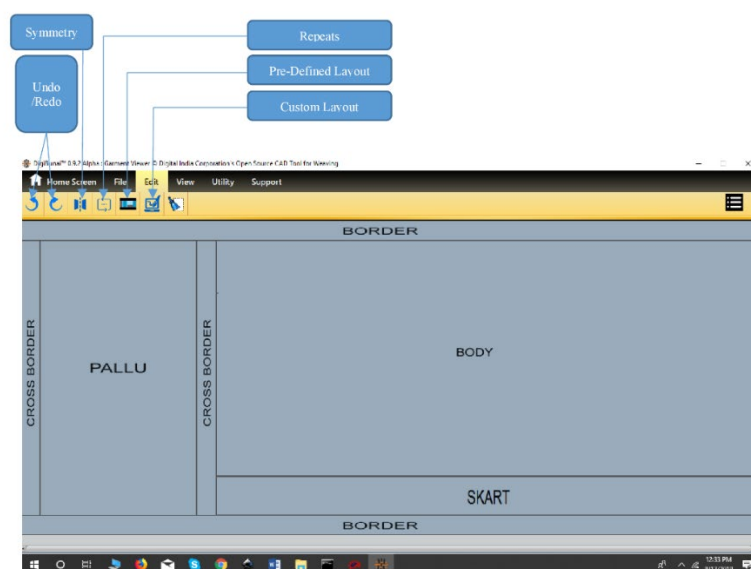 Symmetry
Repeats
Undo
/Redo
Pre-Defined Layout
Custom Layout
Garment Viewer © Digital India Corporation's Open Source CAD Tool for Weaving
Home Screen File Edit View Utility Support
BORDER
CROSS BORDER
PALLU
CROSS BORDER
BODY
SKART
BORDER
12:33 PM